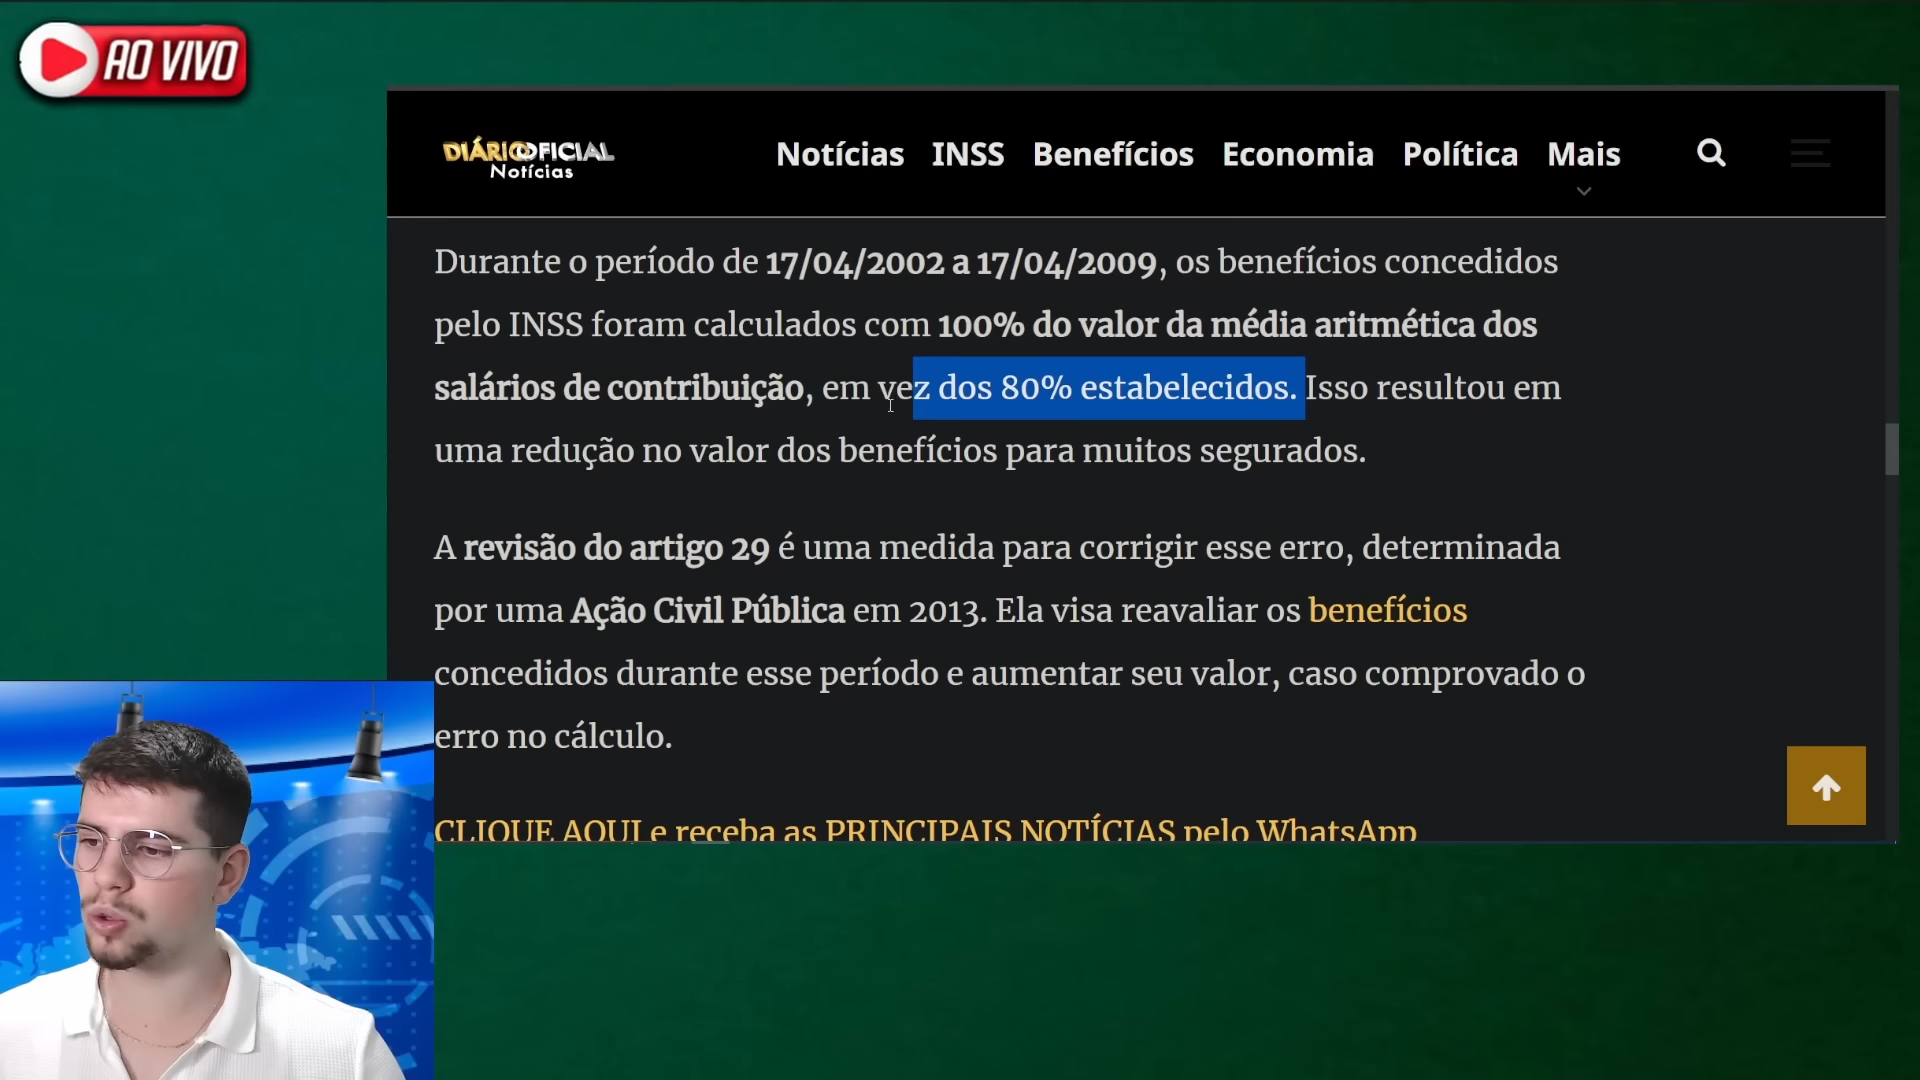 AO VIVO
DIÁRIO OFICIAL
Notícias
Notícias INSS Benefícios Economia Política Mais
Durante o período de 17/04/2002 a 17/04/2009, os benefícios concedidos
pelo INSS foram calculados com 100% do valor da média aritmética dos
salários de contribuição, em vez dos 80% estabelecidos. Isso resultou em
uma redução no valor dos benefícios para muitos segurados.
A revisão do artigo 29 é uma medida para corrigir esse erro, determinada
por uma Ação Civil Pública em 2013. Ela visa reavaliar os benefícios
concedidos durante esse período e aumentar seu valor, caso comprovado o
erro no cálculo.
CLIQUE AQUI e receba as PRINCIPAIS NOTÍCIAS pelo WhatsApp